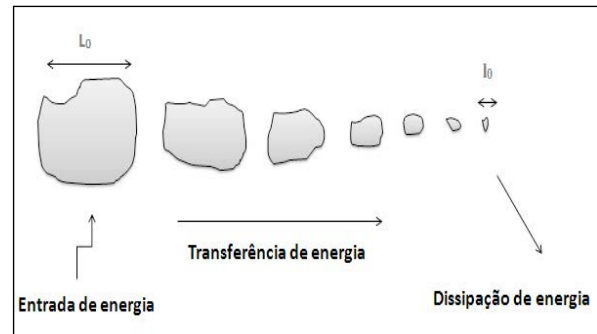 L₀
l₀
Transferência de energia
Entrada de energia
Dissipação de energia